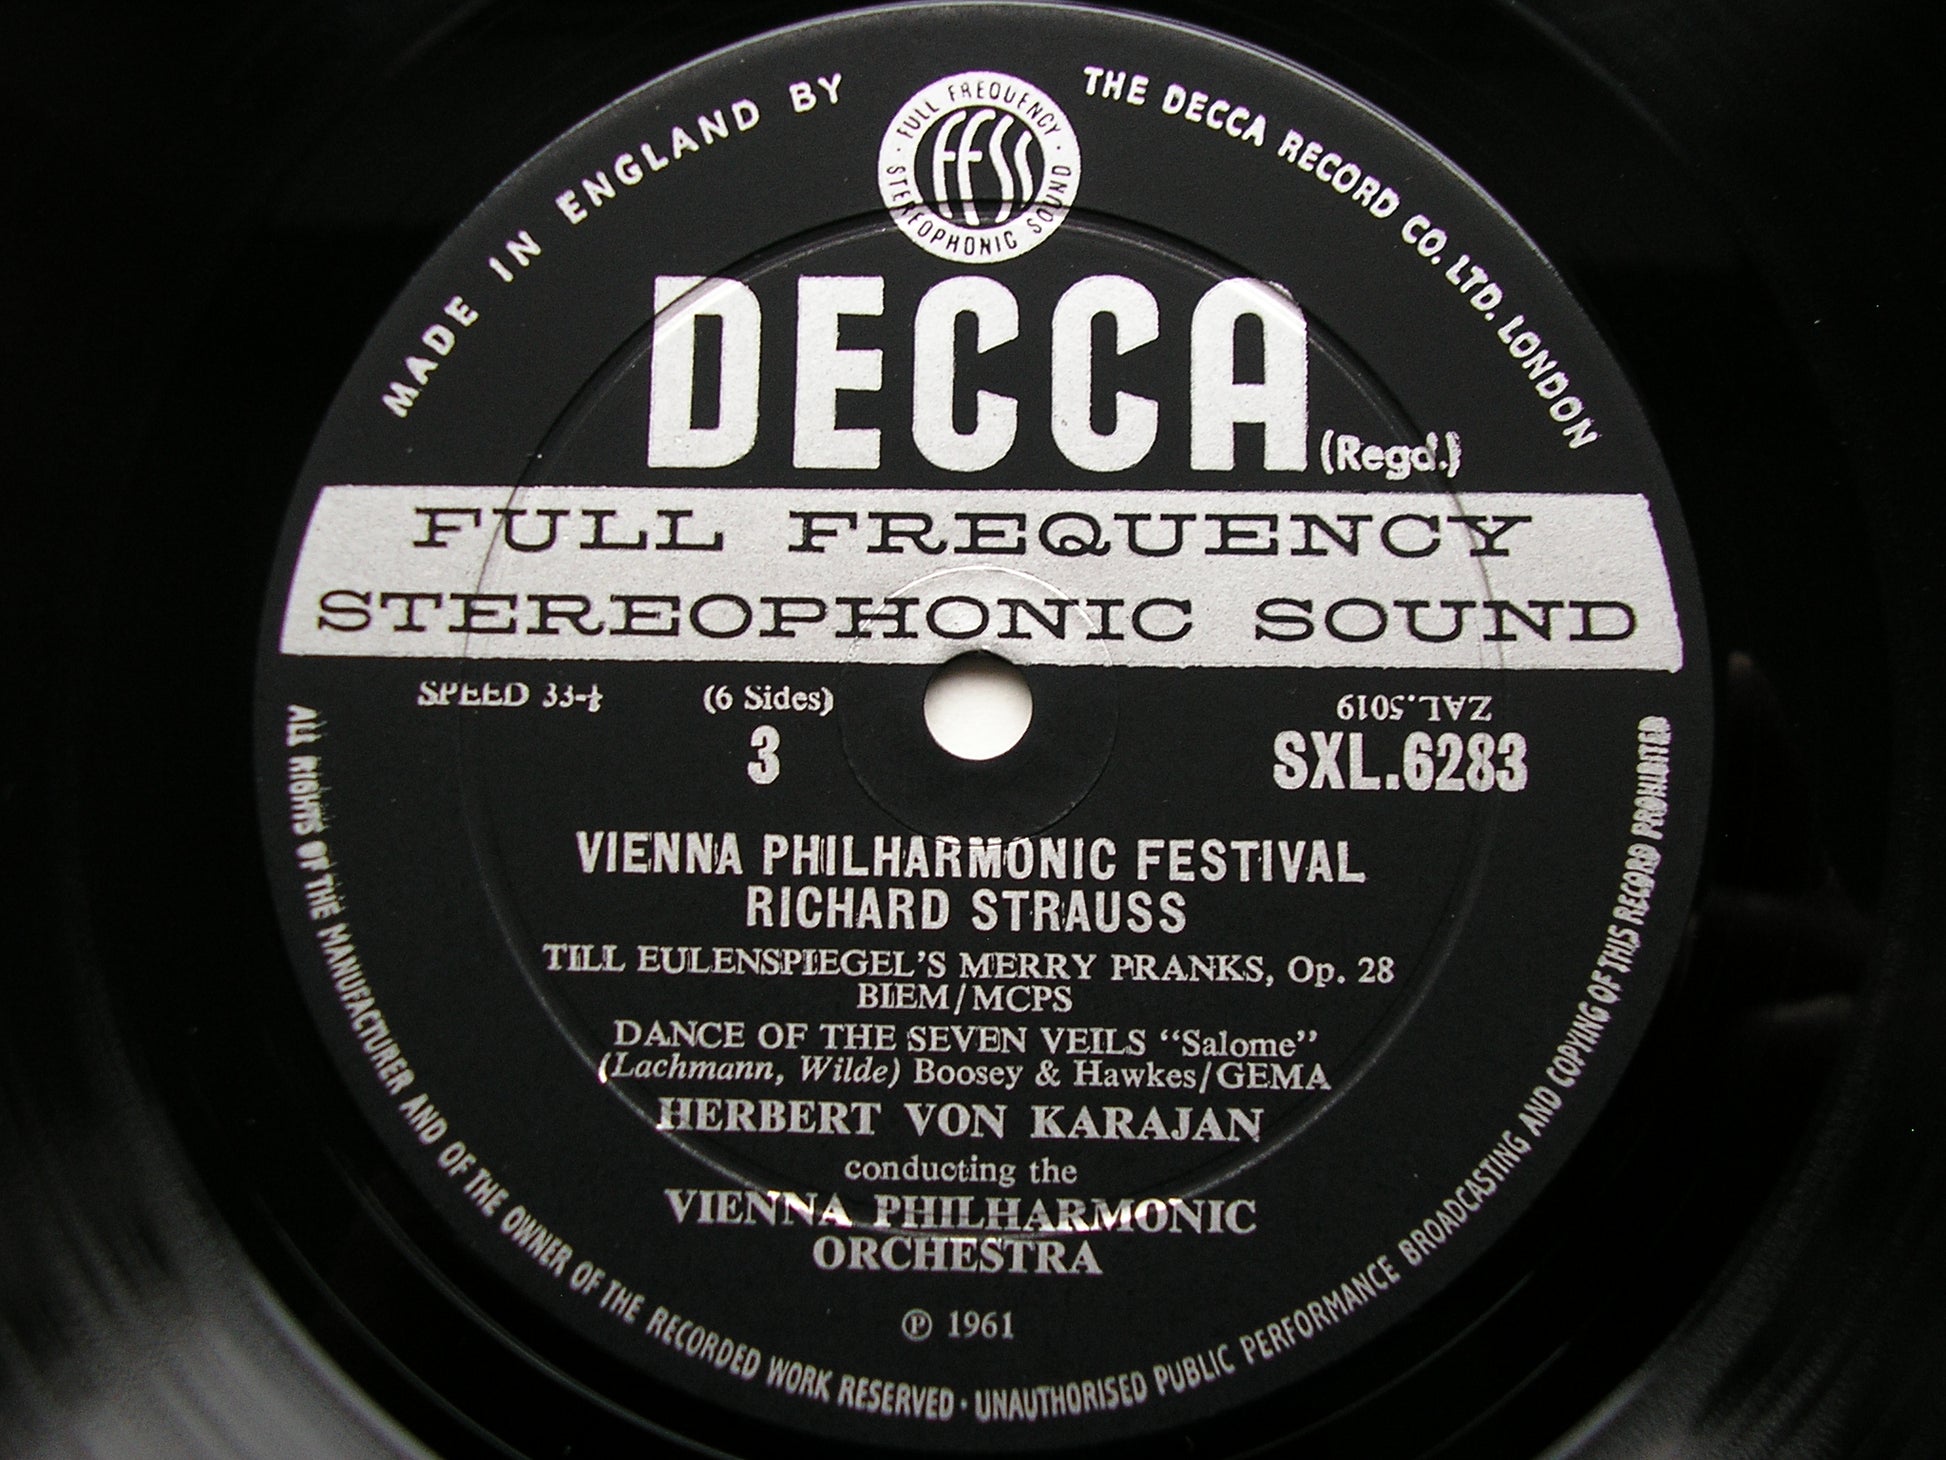 MADE IN ENGLAND BY
THE DECCA RECORD CO. LTD. LONDON
FULL FREQUENCY
FFSS
STEREOPHONIC SOUND
DECCA (Regd.)
FULL FREQUENCY
STEREOPHONIC SOUND
SPEED 33-⅓
(6 Sides)
3
ZAL.5019
SXL.6283
VIENNA PHILHARMONIC FESTIVAL
RICHARD STRAUSS
TILL EULENSPIEGEL'S MERRY PRANKS, Op. 28
BIEM/MCPS
DANCE OF THE SEVEN VEILS “Salome”
(Lachmann, Wilde) Boosey & Hawkes/GEMA
HERBERT VON KARAJAN
conducting the
VIENNA PHILHARMONIC
ORCHESTRA
℗ 1961
ALL RIGHTS OF THE MANUFACTURER AND OF THE OWNER OF THE RECORDED WORK RESERVED · UNAUTHORISED PUBLIC PERFORMANCE BROADCASTING AND COPYING OF THIS RECORD PROHIBITED